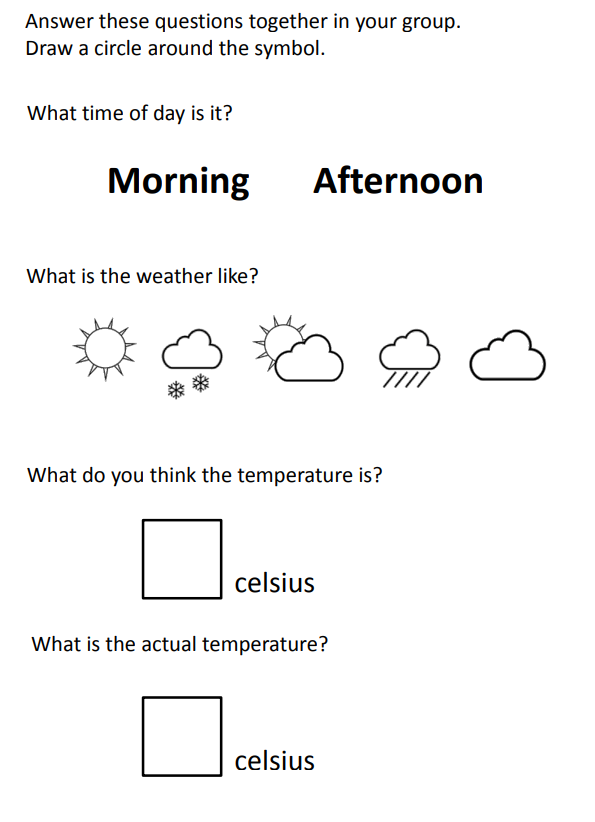 Answer these questions together in your group.
Draw a circle around the symbol.
What time of day is it?
Morning Afternoon
What is the weather like?
What do you think the temperature is?
celsius
What is the actual temperature?
celsius